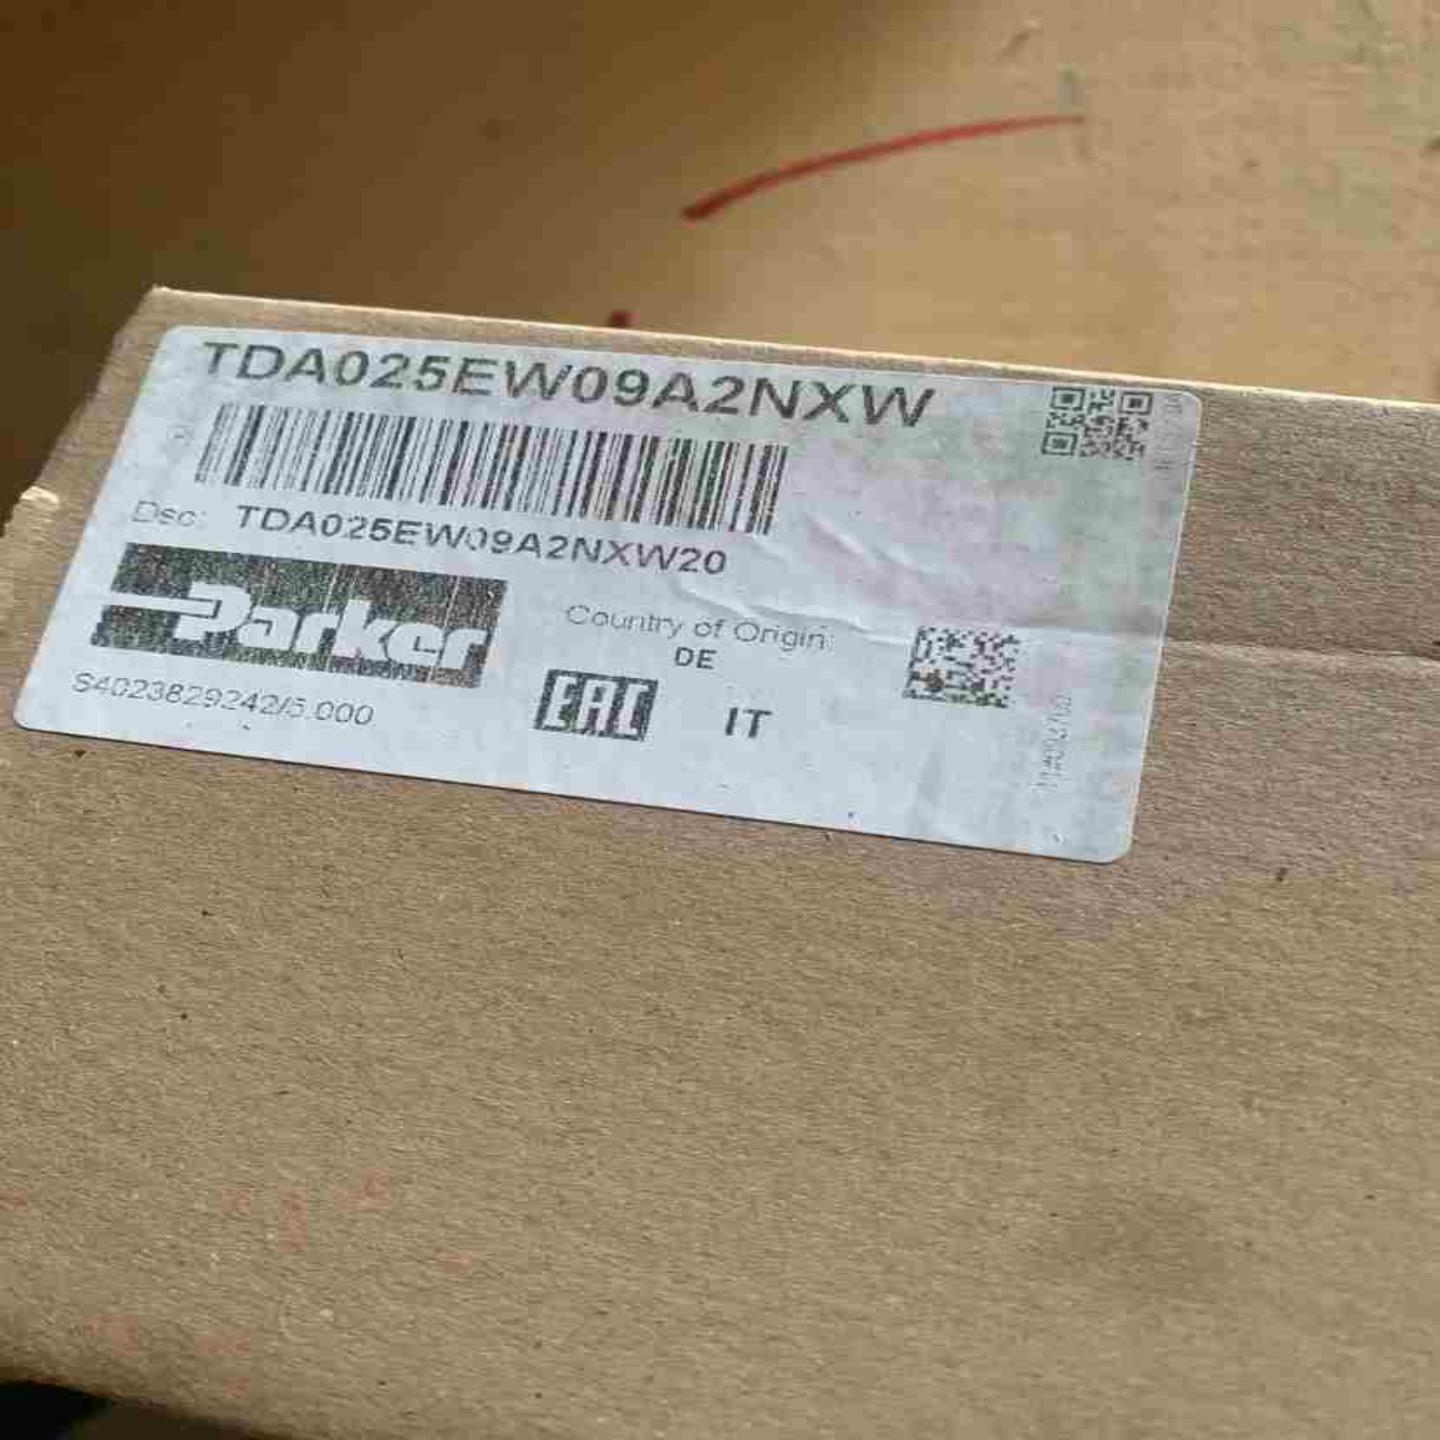 TDA025EW09A2NXW
Dsc: TDA025EW09A2NXW20
Parker
Country of Origin:
DE
S4023829242/5.000
EAC
IT